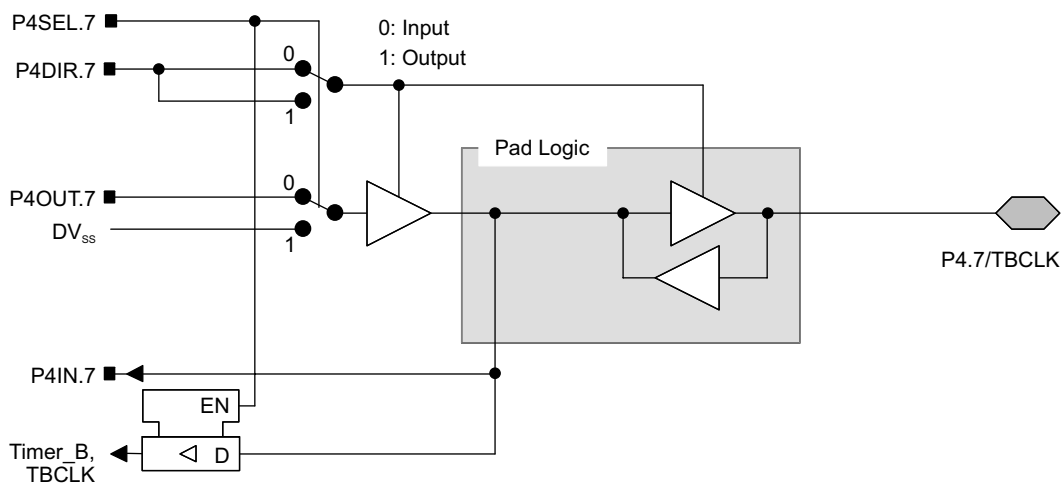 P4SEL.7
0: Input
1: Output
0
P4DIR.7
1
Pad Logic
0
P4OUT.7
DVSS
1
P4.7/TBCLK
P4IN.7
EN
Timer_B,
TBCLK
D